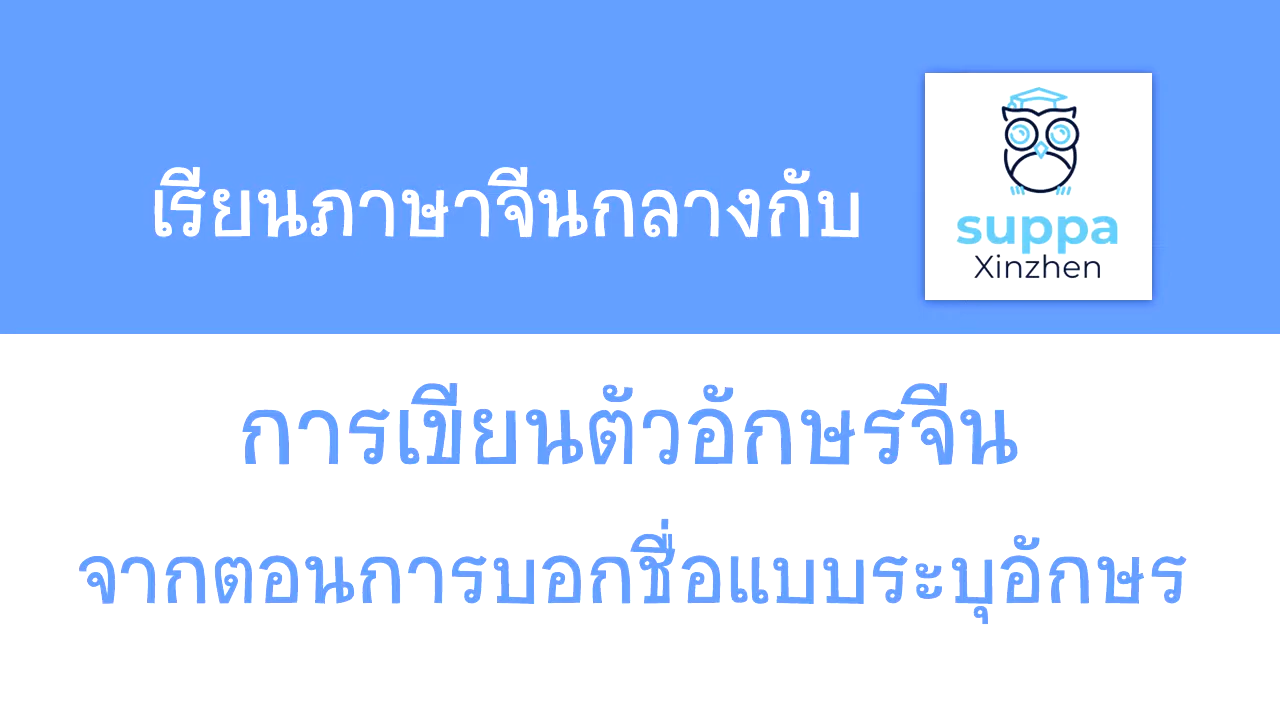 เรียนภาษาจีนกลางกับ
suppa
Xinzhen
การเขียนตัวอักษรจีน
จากตอนการบอกชื่อแบบระบุอักษร